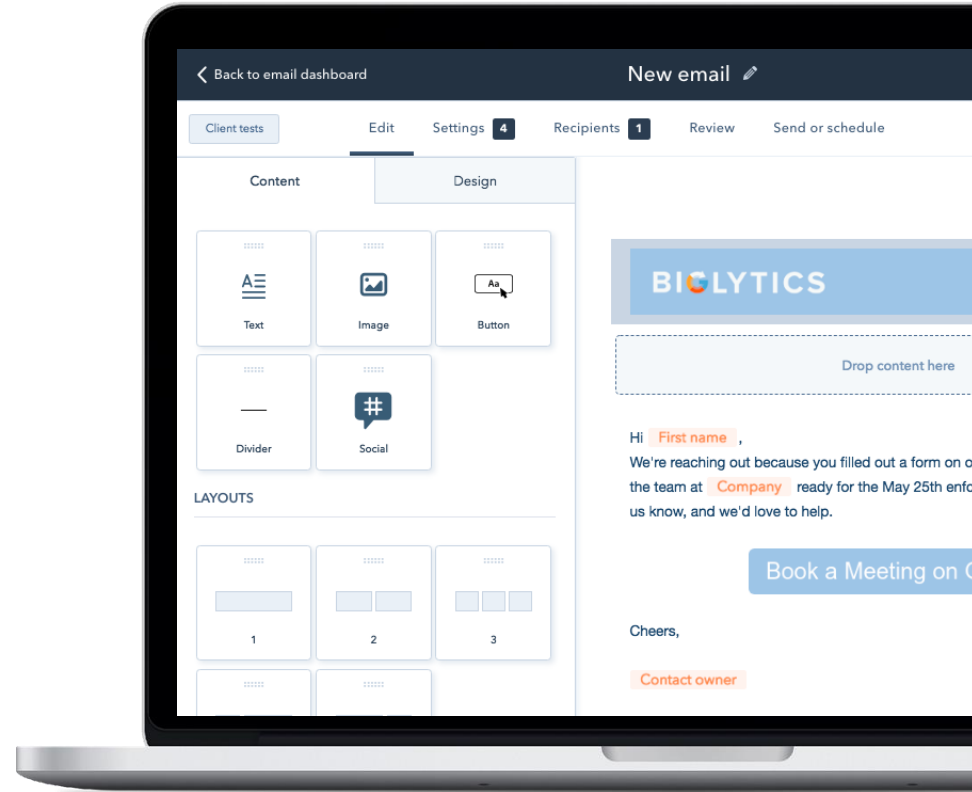 Back to email dashboard
New email
Client tests
Edit
Settings 4
Recipients 1
Review
Send or schedule
Content
Design
Text
Image
Aa
Button
Divider
#
Social
LAYOUTS
1
2
3
BIGLYTICS
Drop content here
Hi First name ,
We're reaching out because you filled out a form on
the team at Company ready for the May 25th
us know, and we'd love to help.
Book a Meeting on
Cheers,
Contact owner